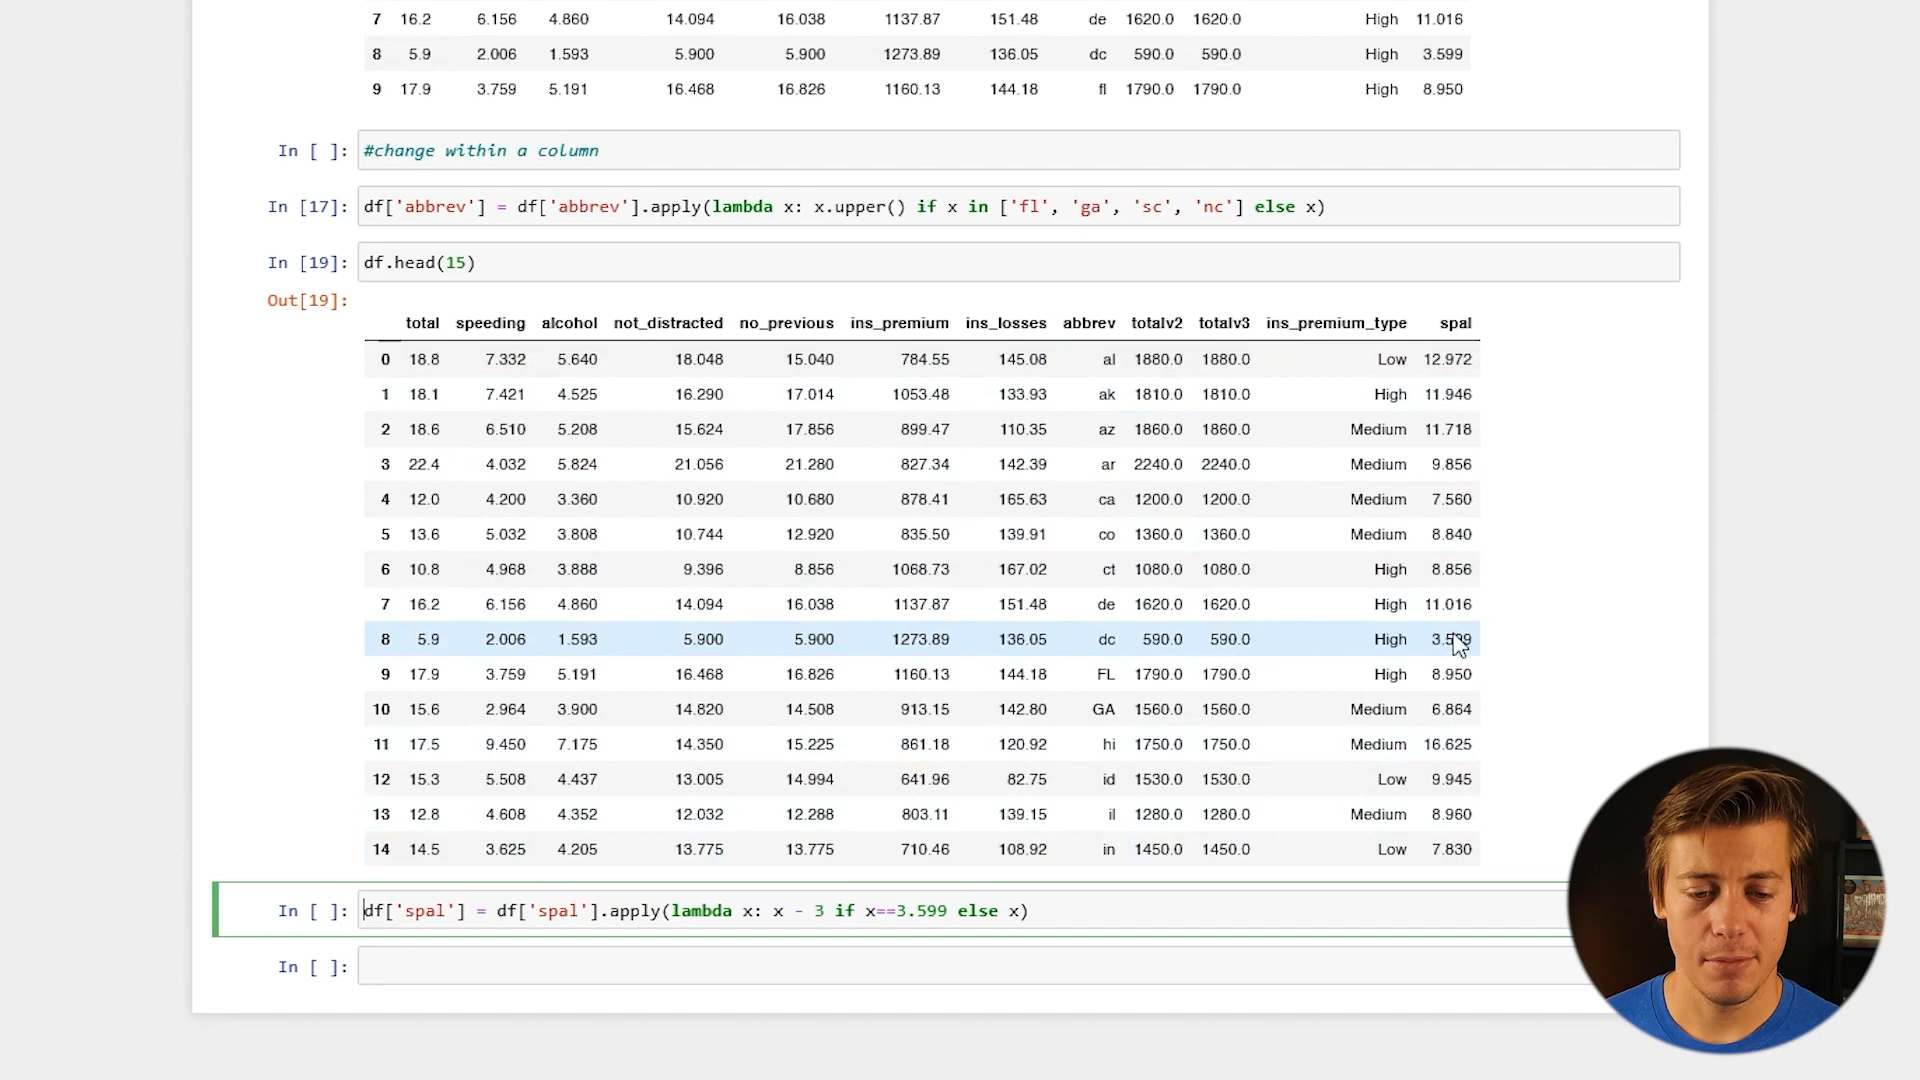 7 16.2 6.156 4.860 14.094 16.038 1137.87 151.48 de 1620.0 1620.0 High 11.016
8 5.9 2.006 1.593 5.900 5.900 1273.89 136.05 dc 590.0 590.0 High 3.599
9 17.9 3.759 5.191 16.468 16.826 1160.13 144.18 fl 1790.0 1790.0 High 8.950
In [ ]: #change within a column
In [17]: df['abbrev'] = df['abbrev'].apply(lambda x: x.upper() if x in ['fl', 'ga', 'sc', 'nc'] else x)
In [19]: df.head(15)
Out[19]:
total speeding alcohol not_distracted no_previous ins_premium ins_losses abbrev totalv2 totalv3 ins_premium_type spal
0 18.8 7.332 5.640 18.048 15.040 784.55 145.08 al 1880.0 1880.0 Low 12.972
1 18.1 7.421 4.525 16.290 17.014 1053.48 133.93 ak 1810.0 1810.0 High 11.946
2 18.6 6.510 5.208 15.624 17.856 899.47 110.35 az 1860.0 1860.0 Medium 11.718
3 22.4 4.032 5.824 21.056 21.280 827.34 142.39 ar 2240.0 2240.0 Medium 9.856
4 12.0 4.200 3.360 10.920 10.680 878.41 165.63 ca 1200.0 1200.0 Medium 7.560
5 13.6 5.032 3.808 10.744 12.920 835.50 139.91 co 1360.0 1360.0 Medium 8.840
6 10.8 4.968 3.888 9.396 8.856 1068.73 167.02 ct 1080.0 1080.0 High 8.856
7 16.2 6.156 4.860 14.094 16.038 1137.87 151.48 de 1620.0 1620.0 High 11.016
8 5.9 2.006 1.593 5.900 5.900 1273.89 136.05 dc 590.0 590.0 High 3.599
9 17.9 3.759 5.191 16.468 16.826 1160.13 144.18 FL 1790.0 1790.0 High 8.950
10 15.6 2.964 3.900 14.820 14.508 913.15 142.80 GA 1560.0 1560.0 Medium 6.864
11 17.5 9.450 7.175 14.350 15.225 861.18 120.92 hi 1750.0 1750.0 Medium 16.625
12 15.3 5.508 4.437 13.005 14.994 641.96 82.75 id 1530.0 1530.0 Low 9.945
13 12.8 4.608 4.352 12.032 12.288 803.11 139.15 il 1280.0 1280.0 Medium 8.960
14 14.5 3.625 4.205 13.775 13.775 710.46 108.92 in 1450.0 1450.0 Low 7.830
In [ ]: df['spal'] = df['spal'].apply(lambda x: x - 3 if x==3.599 else x)
In [ ]: